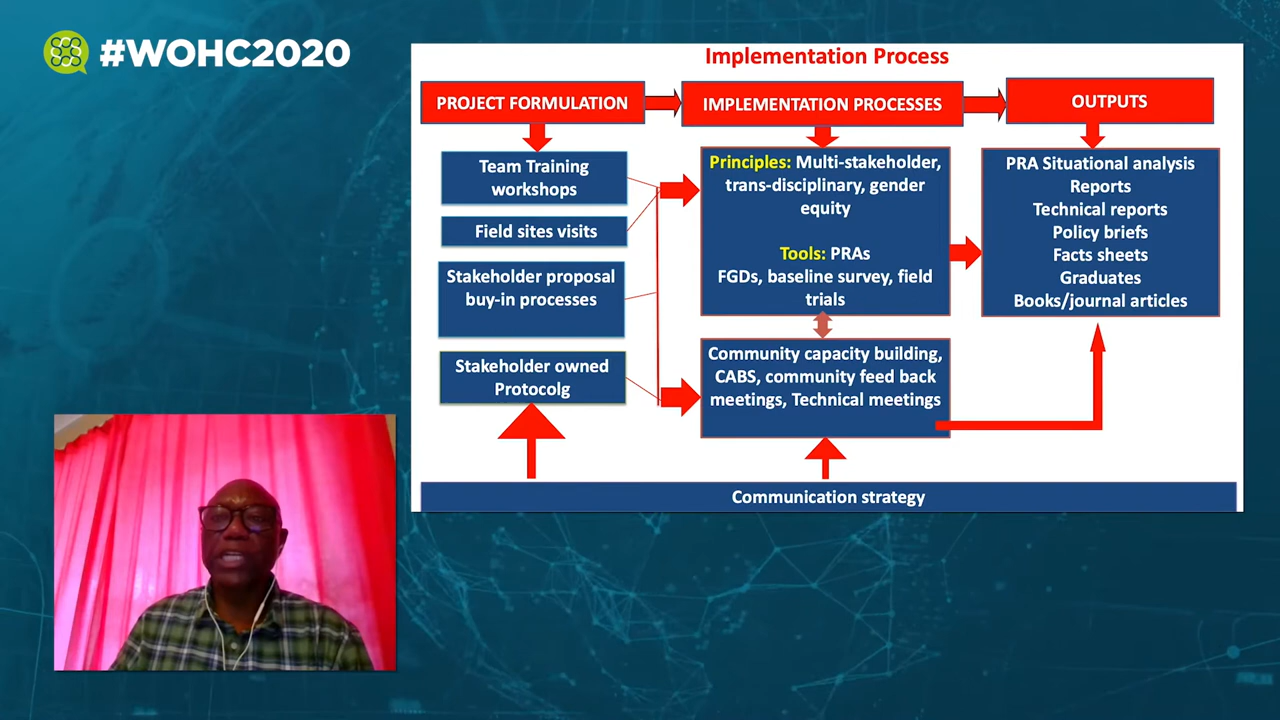 #WOHC2020
Implementation Process
PROJECT FORMULATION
IMPLEMENTATION PROCESSES
OUTPUTS
Team Training
workshops
Field sites visits
Stakeholder proposal
buy-in processes
Stakeholder owned
Protocolg
Principles: Multi-stakeholder,
trans-disciplinary, gender
equity
Tools: PRAs
FGDs, baseline survey, field
trials
Community capacity building,
CABS, community feed back
meetings, Technical meetings
PRA Situational analysis
Reports
Technical reports
Policy briefs
Facts sheets
Graduates
Books/journal articles
Communication strategy